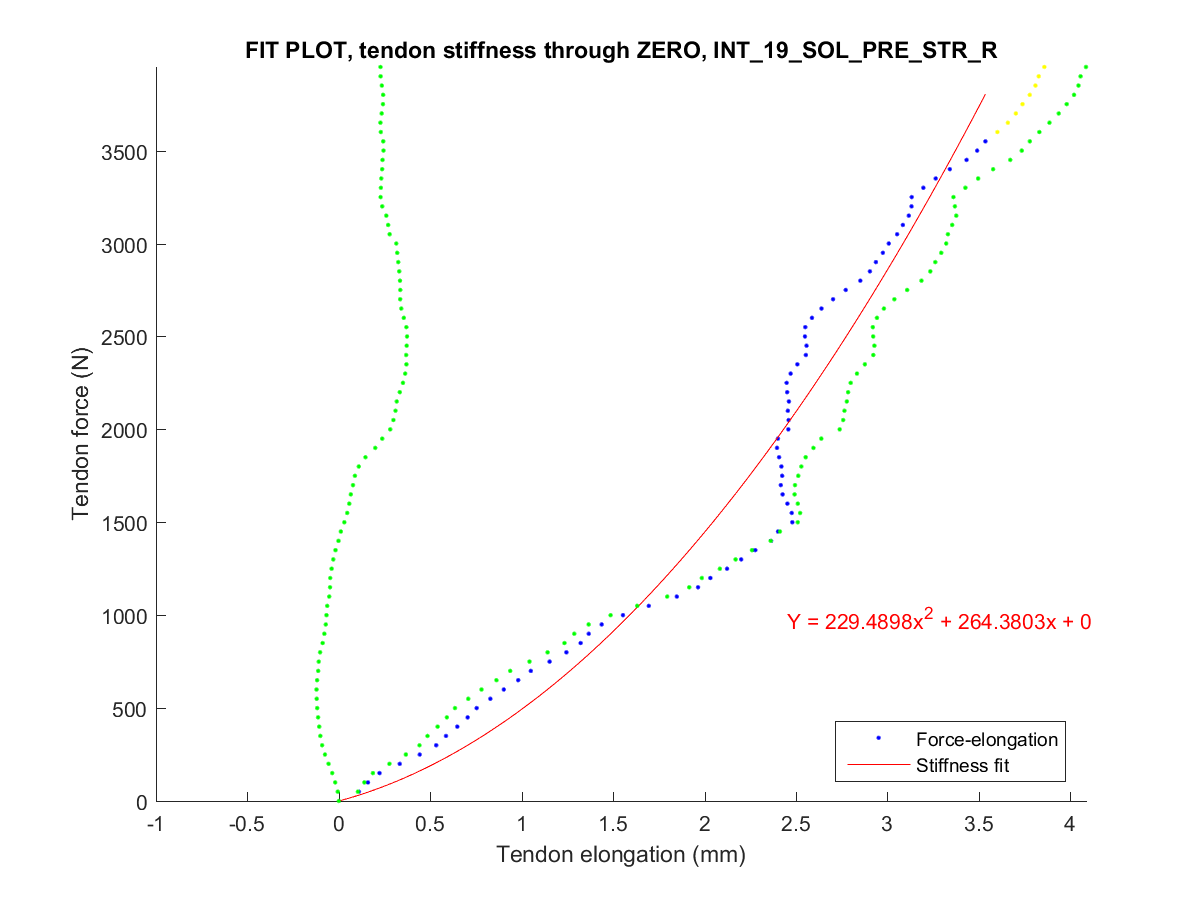 FIT PLOT, tendon stiffness through ZERO, INT_19_SOL_PRE_STR_R
3500
3000
2500
2000
1500
1000
500
0
Tendon force (N)
Y = 229.4898x² + 264.3803x + 0
Force-elongation
Stiffness fit
-1 -0.5 0 0.5 1 1.5 2 2.5 3 3.5 4
Tendon elongation (mm)